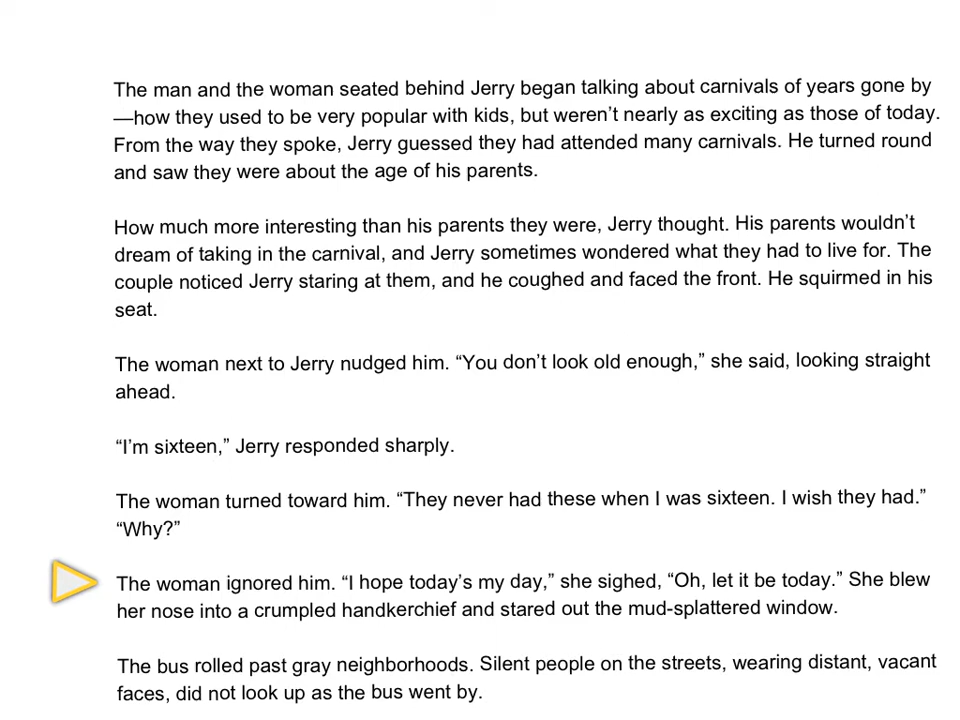 The man and the woman seated behind Jerry began talking about carnivals of years gone by
—how they used to be very popular with kids, but weren’t nearly as exciting as those of today.
From the way they spoke, Jerry guessed they had attended many carnivals. He turned round
and saw they were about the age of his parents.
How much more interesting than his parents they were, Jerry thought. His parents wouldn’t
dream of taking in the carnival, and Jerry sometimes wondered what they had to live for. The
couple noticed Jerry staring at them, and he coughed and faced the front. He squirmed in his
seat.
The woman next to Jerry nudged him. “You don’t look old enough,” she said, looking straight
ahead.
“I’m sixteen,” Jerry responded sharply.
The woman turned toward him. “They never had these when I was sixteen. I wish they had.”
“Why?”
The woman ignored him. “I hope today’s my day,” she sighed, “Oh, let it be today.” She blew
her nose into a crumpled handkerchief and stared out the mud-splattered window.
The bus rolled past gray neighborhoods. Silent people on the streets, wearing distant, vacant
faces, did not look up as the bus went by.